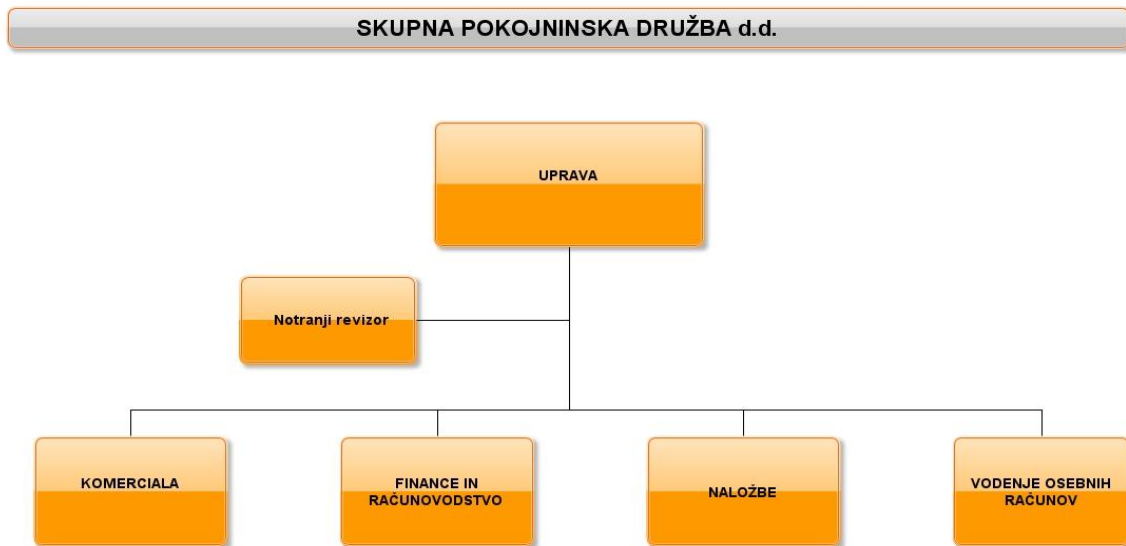 SKUPNA POKOJNINSKA DRUŽBA d.d.
UPRAVA
Notranji revizor
KOMERCIALA
FINANCE IN
RAČUNOVODSTVO
NALOŽBE
VODENJE OSEBNIH
RAČUNOV